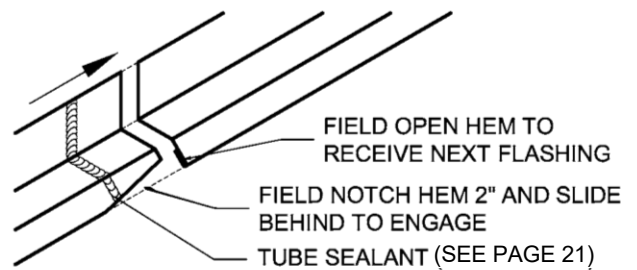 FIELD OPEN HEM TO
RECEIVE NEXT FLASHING
FIELD NOTCH HEM 2" AND SLIDE
BEHIND TO ENGAGE
TUBE SEALANT (SEE PAGE 21)